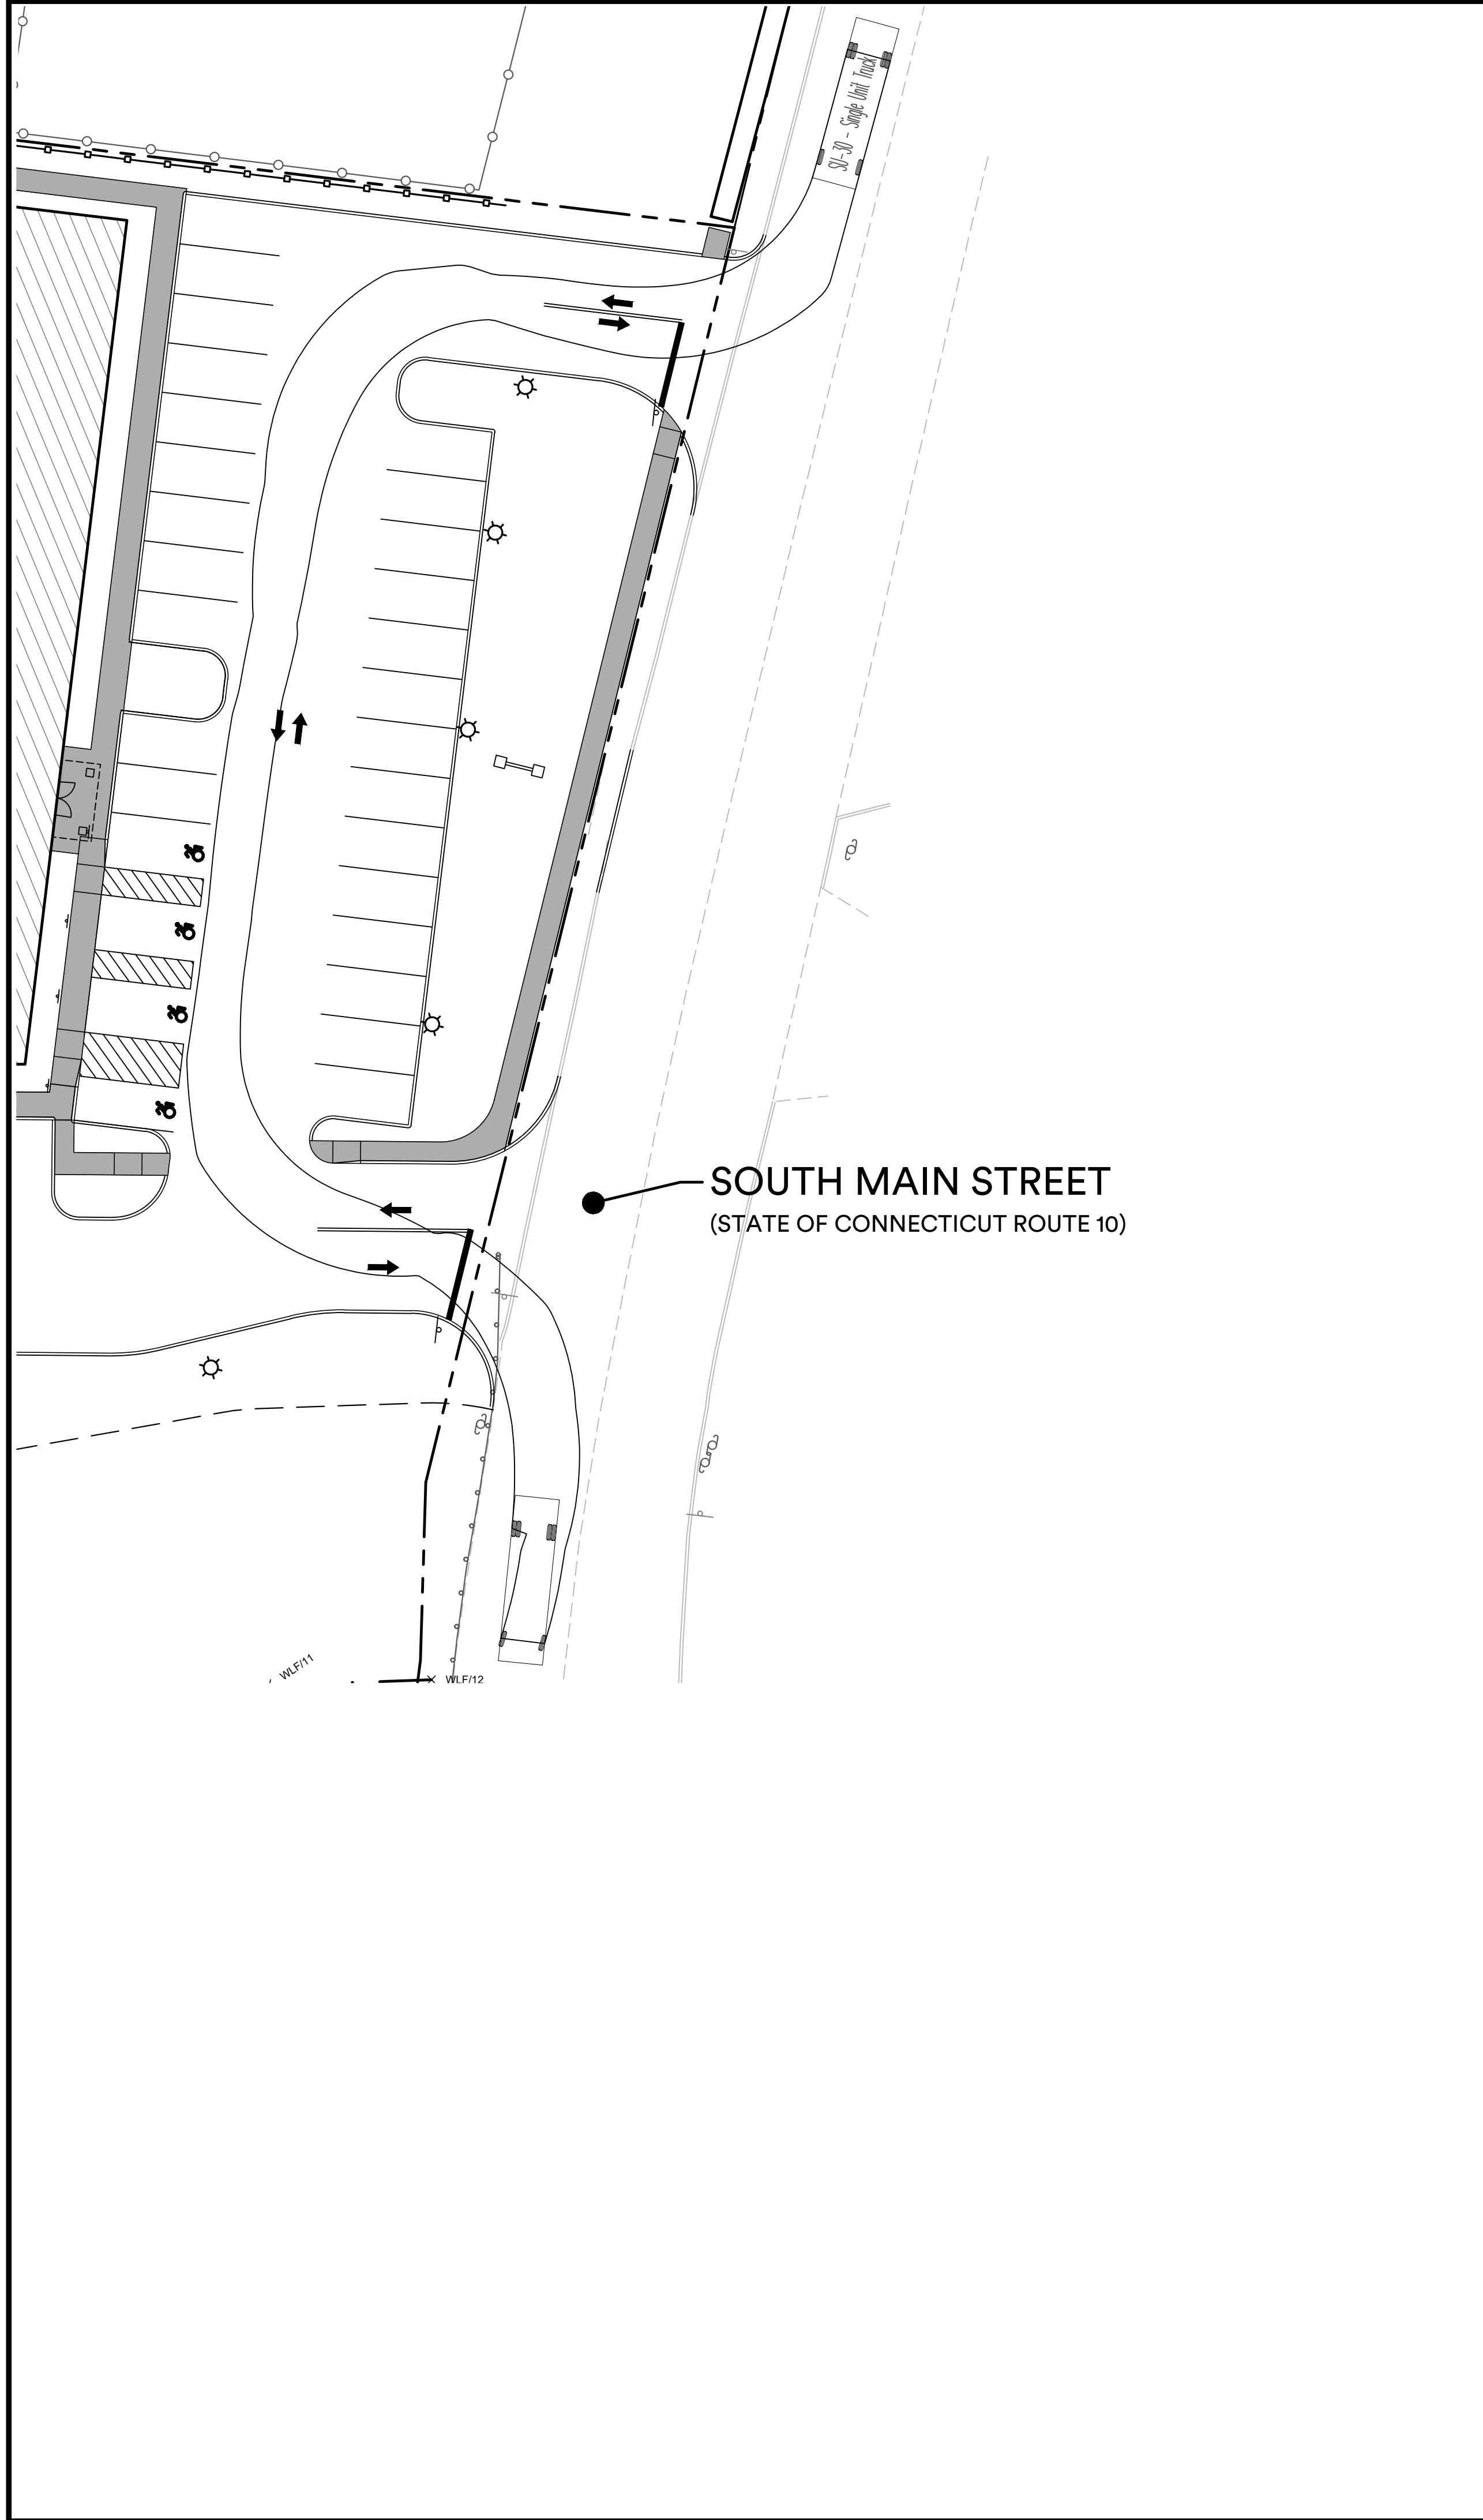 SU-30 - Single Unit Truck
SOUTH MAIN STREET
(STATE OF CONNECTICUT ROUTE 10)
WLF/11
WLF/12